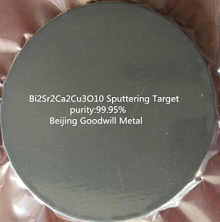 Bi2Sr2Ca2Cu3O10 Sputtering Target
purity:99.95%
Beijing Goodwill Metal